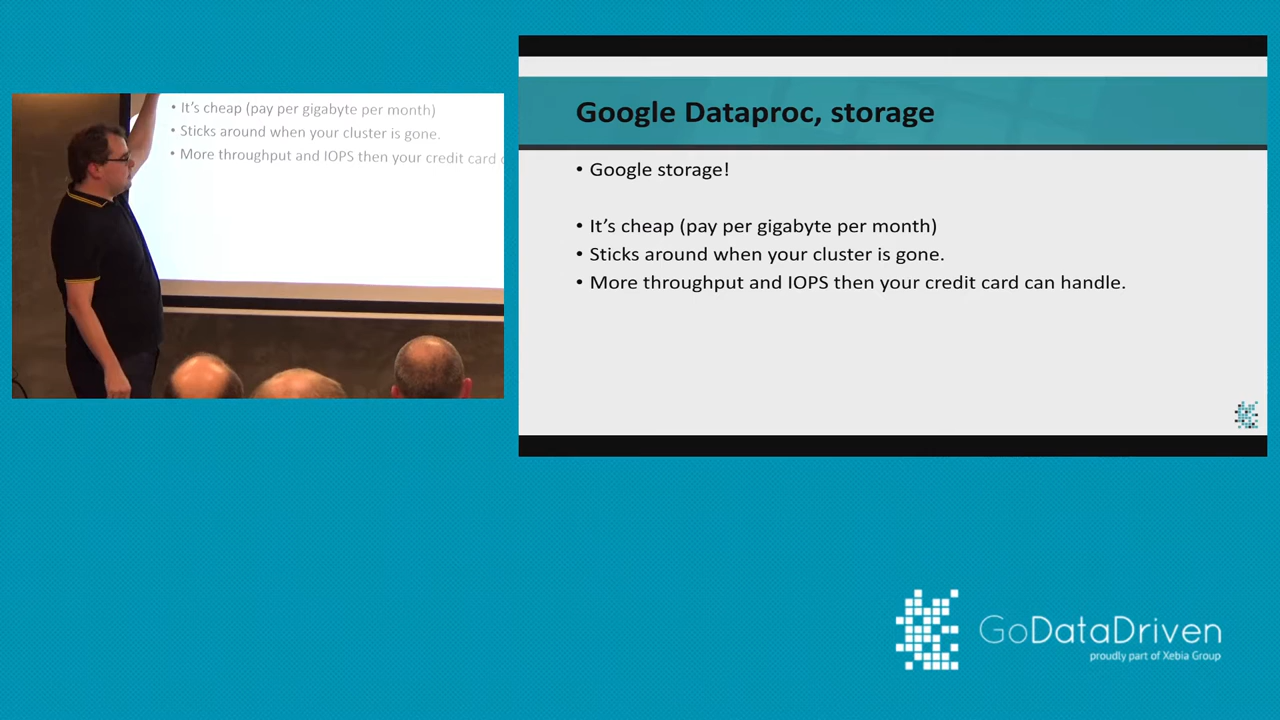 • It's cheap (pay per gigabyte per month)
• Sticks around when your cluster is gone.
• More throughput and IOPS then your credit card c
Google Dataproc, storage
• Google storage!
• It's cheap (pay per gigabyte per month)
• Sticks around when your cluster is gone.
• More throughput and IOPS then your credit card can handle.
GoDataDriven
proudly part of Xebia Group